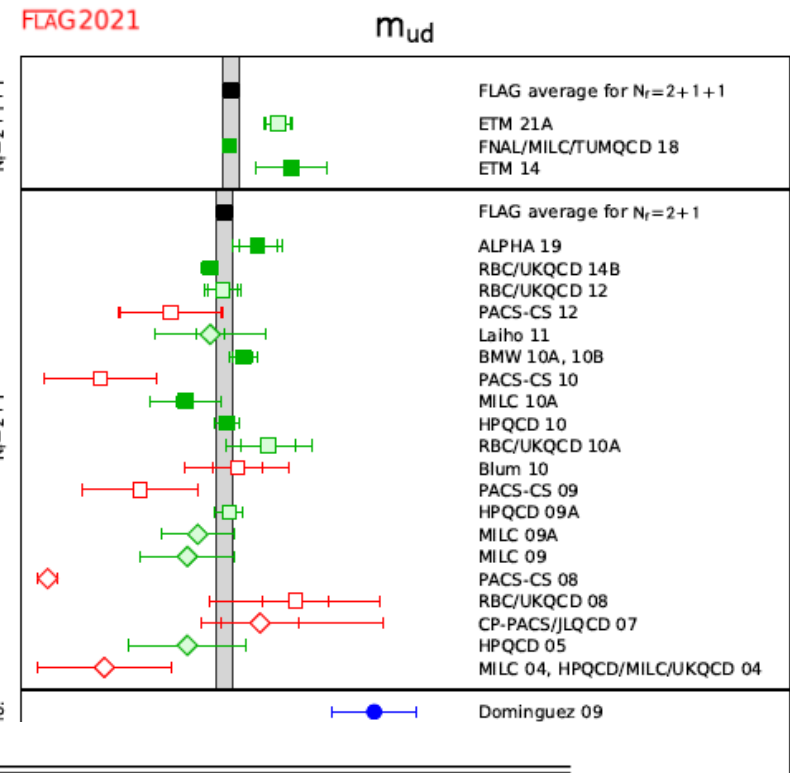 FLAG2021
m_ud
FLAG average for N_f=2+1+1
ETM 21A
FNAL/MILC/TUMQCD 18
ETM 14
FLAG average for N_f=2+1
ALPHA 19
RBC/UKQCD 14B
RBC/UKQCD 12
PACS-CS 12
Laiho 11
BMW 10A, 10B
PACS-CS 10
MILC 10A
HPQCD 10
RBC/UKQCD 10A
Blum 10
PACS-CS 09
HPQCD 09A
MILC 09A
MILC 09
PACS-CS 08
RBC/UKQCD 08
CP-PACS/JLQCD 07
HPQCD 05
MILC 04, HPQCD/MILC/UKQCD 04
Dominguez 09